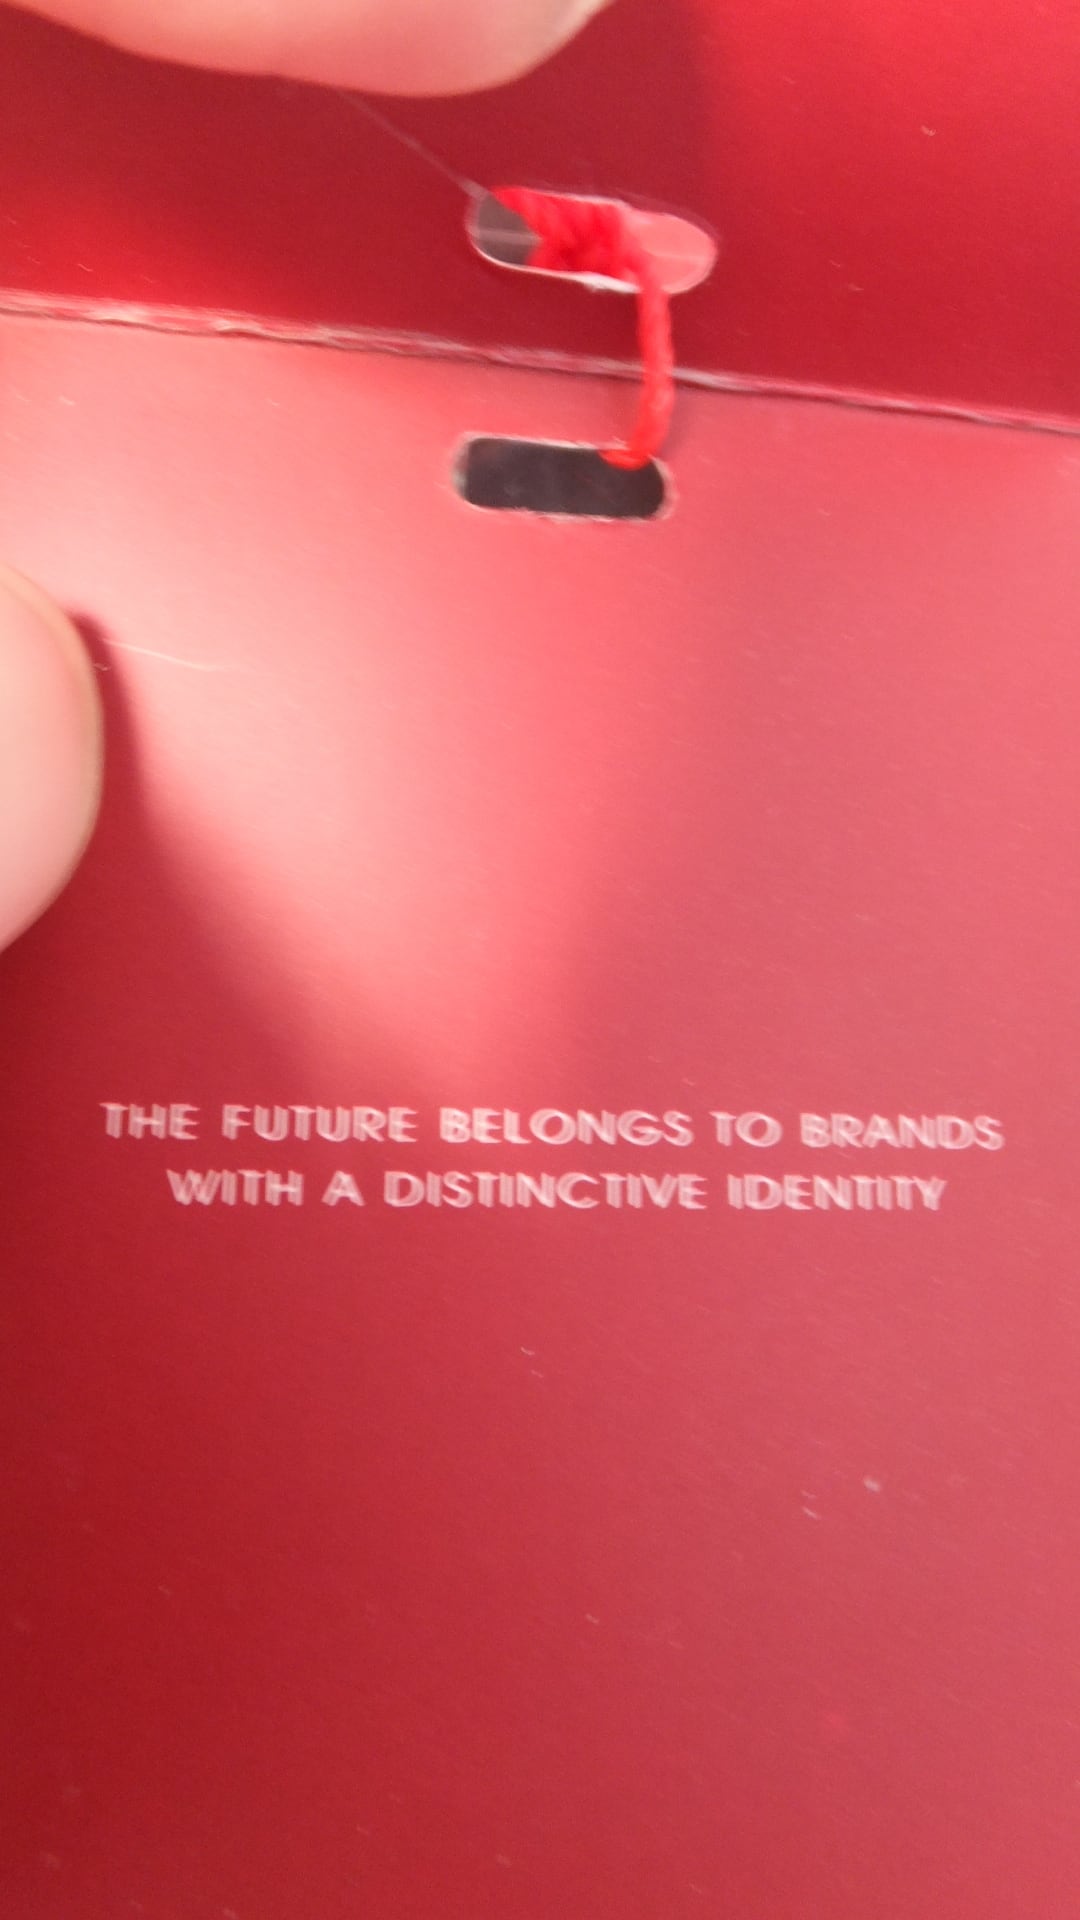 THE FUTURE BELONGS TO BRANDS
WITH A DISTINCTIVE IDENTITY